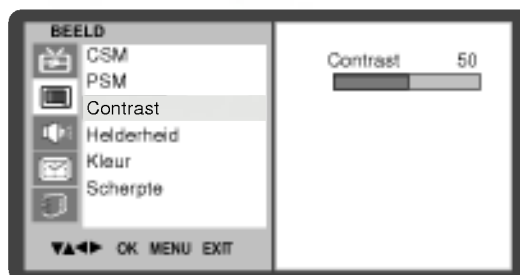 BEELD
CSM
PSM
Contrast
Helderheid
Kleur
Scherpte
▼▲◀▶ OK MENU EXIT
Contrast 50